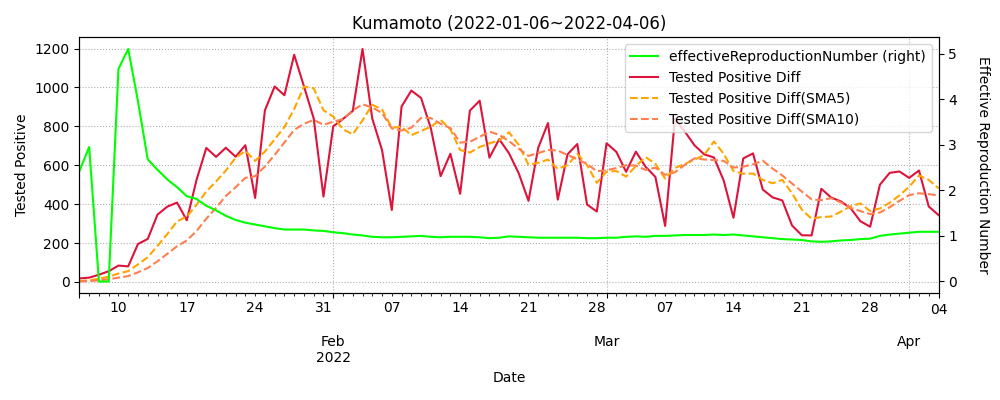 Kumamoto (2022-01-06~2022-04-06)
effectiveReproductionNumber (right)
Tested Positive Diff
Tested Positive Diff(SMA5)
Tested Positive Diff(SMA10)
Tested Positive
1200
1000
800
600
400
200
0
Effective Reproduction Number
5
4
3
2
1
0
10 17 24 31 07 14 21 28 07 14 21 28 04
Feb Mar Apr
2022
Date